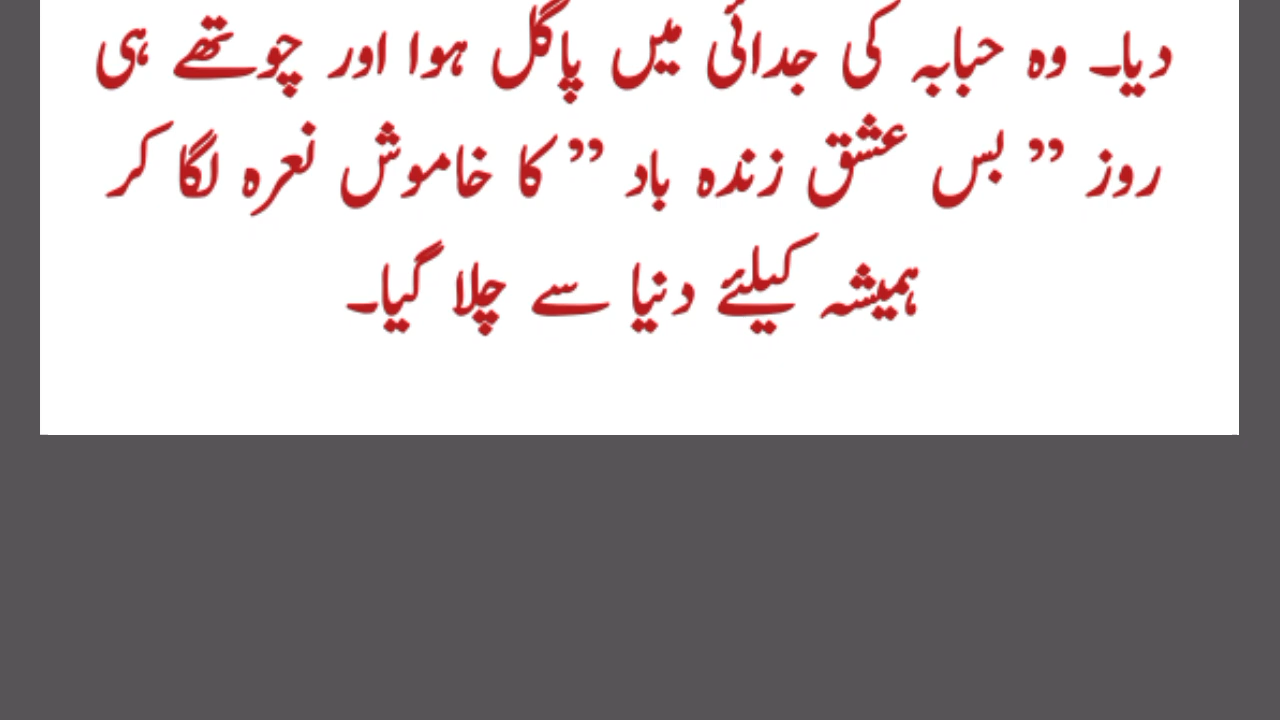 دیا۔ وہ حبابہ کی جدائی میں پاگل ہوا اور چوتھے ہی
روز ” بس عشق زندہ باد ” کا خاموش نعرہ لگا کر
ہمیشہ کیلئے دنیا سے چلا گیا۔